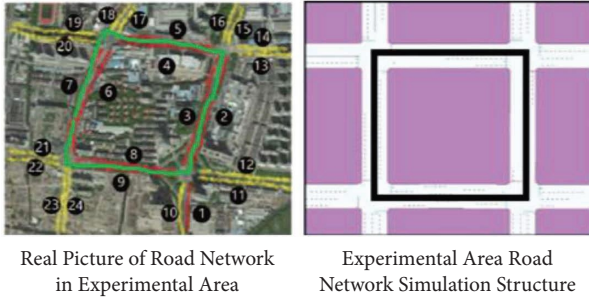 18 17 16
19 5 15
20 14
4 13
7 6 3 2
21 8 12
22 9 11
23 24 10 1
Real Picture of Road Network
in Experimental Area
Experimental Area Road
Network Simulation Structure